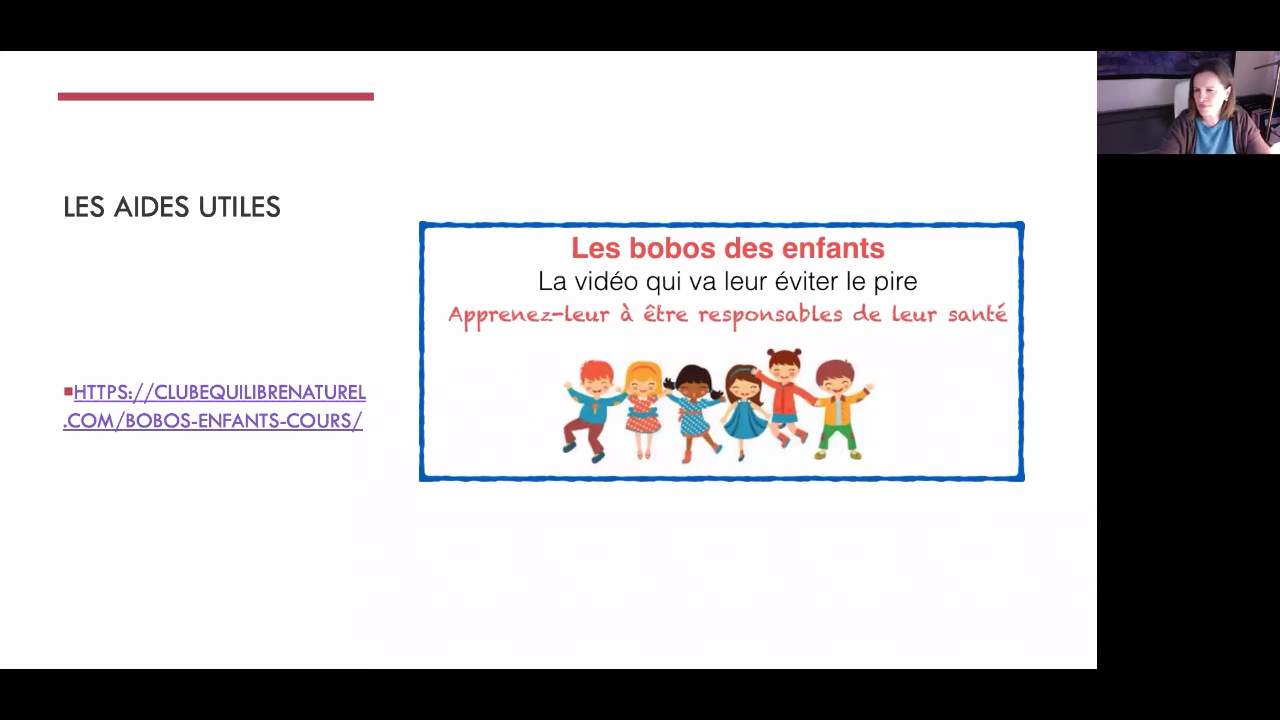 LES AIDES UTILES
HTTPS://CLUBEQUILIBRENATUREL
.COM/BOBOS-ENFANTS-COURS/
Les bobos des enfants
La vidéo qui va leur éviter le pire
Apprenez-leur à être responsables de leur santé